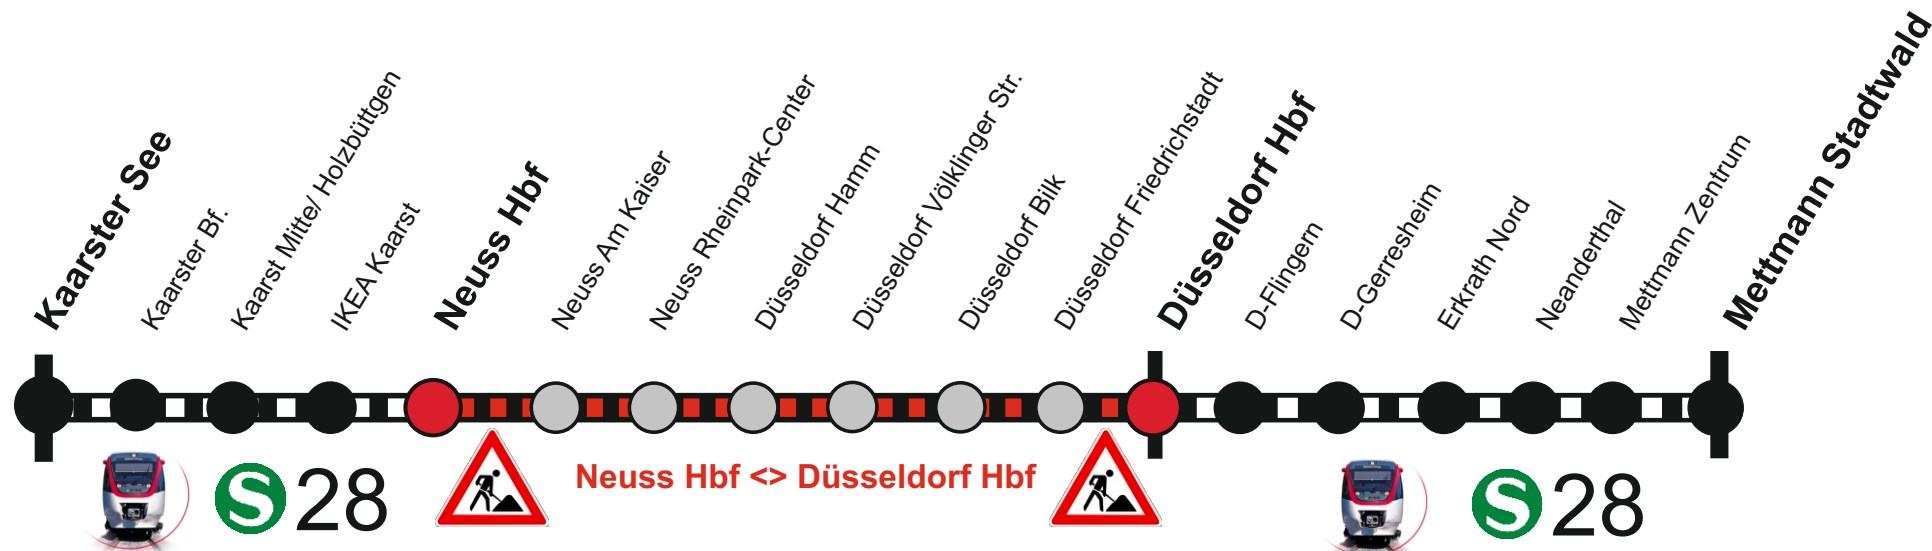 Kaarster See
Kaarster Bf.
Kaarst Mitte/ Holzbüttgen
IKEA Kaarst
Neuss Hbf
Neuss Am Kaiser
Neuss Rheinpark-Center
Düsseldorf Hamm
Düsseldorf Völklinger Str.
Düsseldorf Bilk
Düsseldorf Friedrichstadt
Düsseldorf Hbf
D-Flingern
D-Gerresheim
Erkrath Nord
Neanderthal
Mettmann Zentrum
Mettmann Stadtwald
S 28
Neuss Hbf <> Düsseldorf Hbf
S 28